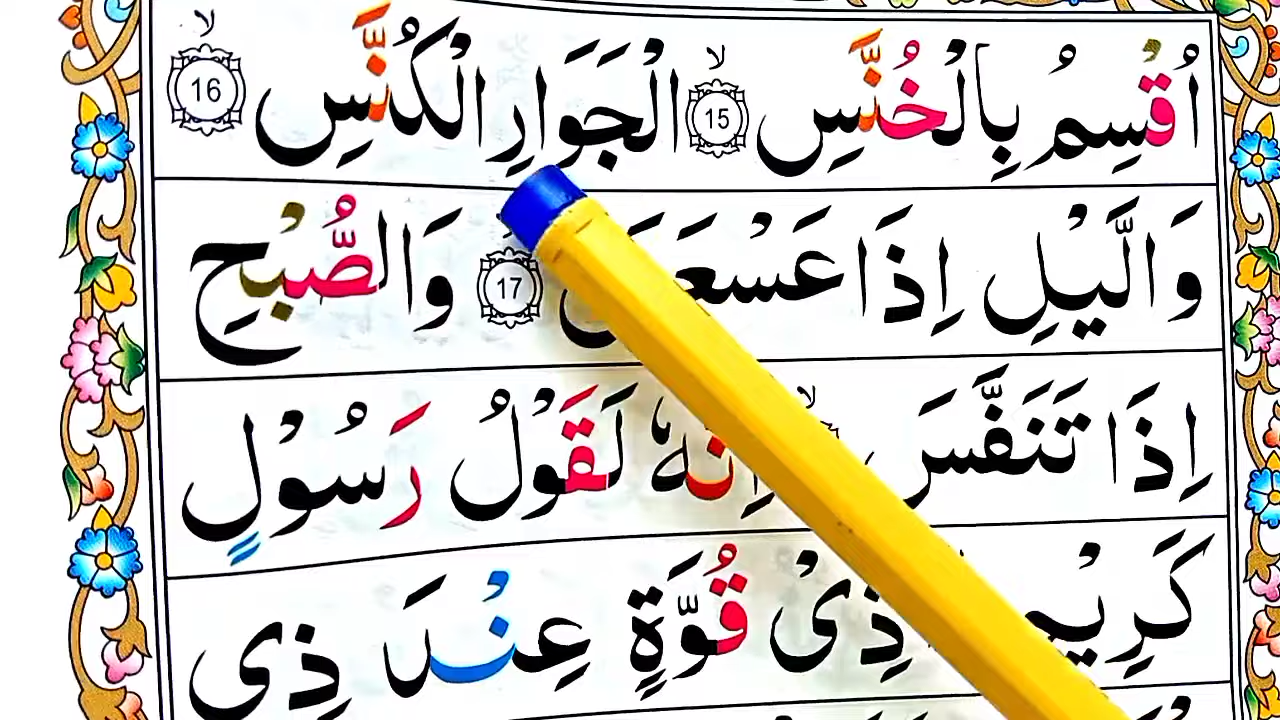 اُقْسِمُ بِالْخُنَّسِ ۙ 15 الْجَوَارِ الْكُنَّسِ ۙ 16
وَالَّيْلِ اِذَا عَسْعَسَ 17 وَالصُّبْحِ
اِذَا تَنَفَّسَ ۙ اِنَّهٗ لَقَوْلُ رَسُوْلٍ
كَرِيْمٍ ذِىْ قُوَّةٍ عِنْدَ ذِى